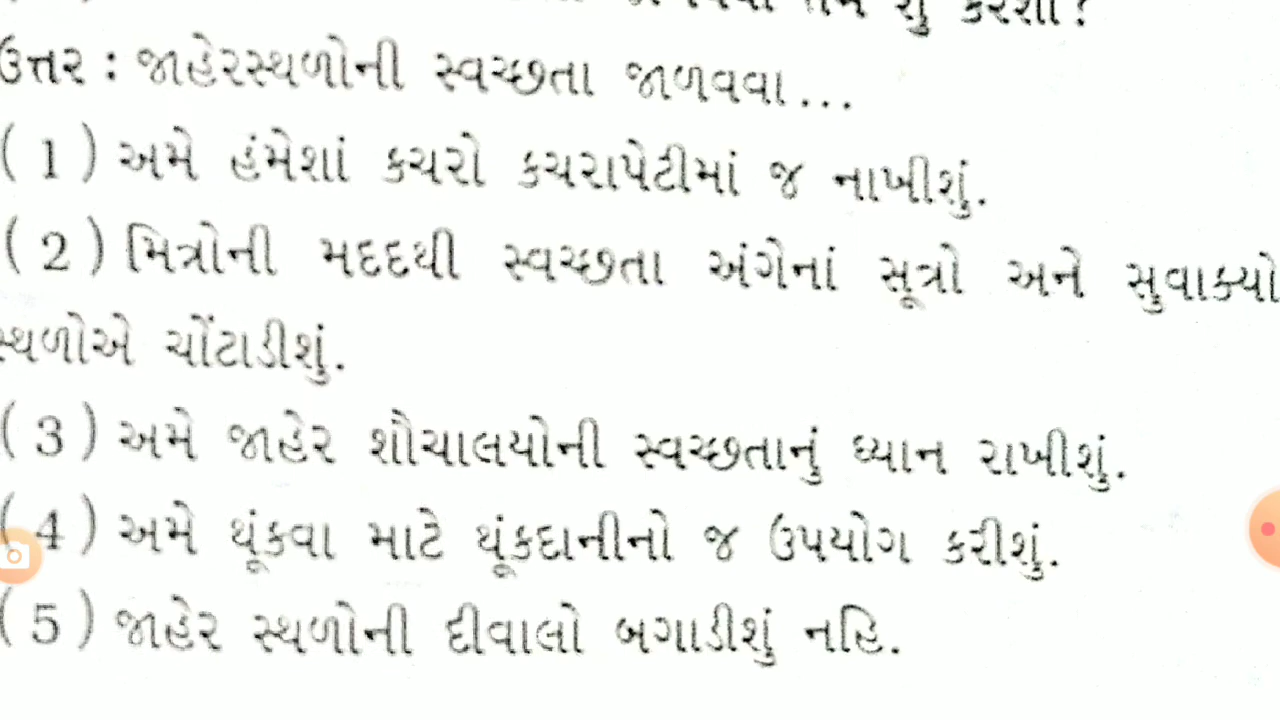 શું કરશો?
ઉત્તર : જાહેરસ્થળોની સ્વચ્છતા જાળવવા...
(1) અમે હંમેશાં કચરો કચરાપેટીમાં જ નાખીશું.
(2) મિત્રોની મદદથી સ્વચ્છતા અંગેનાં સૂત્રો અને સુવાક્યો
સ્થળોએ ચોંટાડીશું.
(3) અમે જાહેર શૌચાલયોની સ્વચ્છતાનું ધ્યાન રાખીશું.
(4) અમે થૂંકવા માટે થૂંકદાનીનો જ ઉપયોગ કરીશું.
(5) જાહેર સ્થળોની દીવાલો બગાડીશું નહિ.